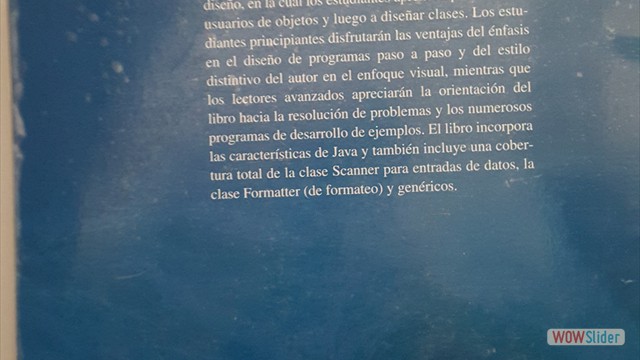 diseño, en la cual los estudiantes
usuarios de objetos y luego a diseñar clases. Los estu-
diantes principiantes disfrutarán las ventajas del énfasis
en el diseño de programas paso a paso y del estilo
distintivo del autor en el enfoque visual, mientras que
los lectores avanzados apreciarán la orientación del
libro hacia la resolución de problemas y los numerosos
programas de desarrollo de ejemplos. El libro incorpora
las características de Java y también incluye una cober-
tura total de la clase Scanner para entradas de datos, la
clase Formatter (de formateo) y genéricos.
WOWSlider